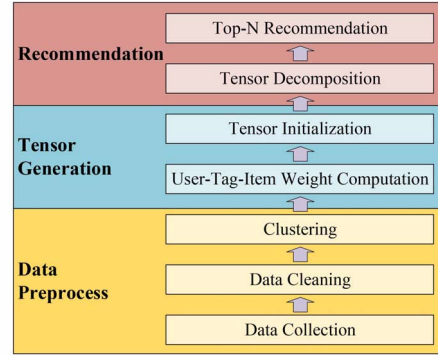 Top-N Recommendation
Recommendation
Tensor Decomposition
Tensor Initialization
Tensor
Generation
User-Tag-Item Weight Computation
Clustering
Data
Preprocess
Data Cleaning
Data Collection